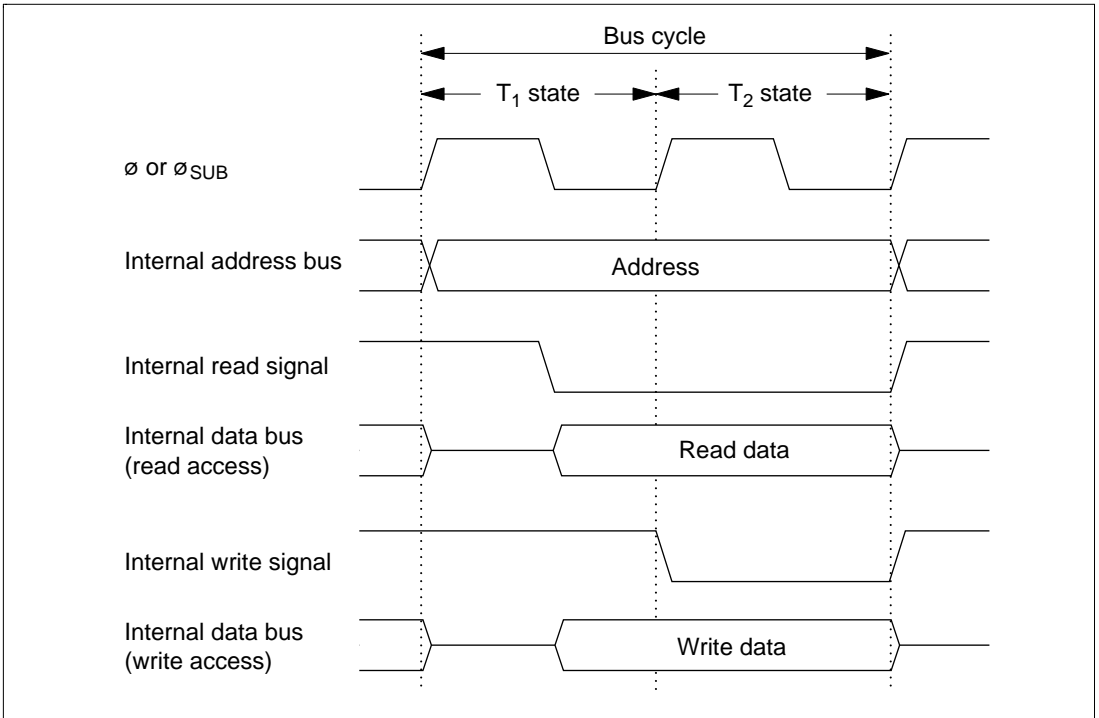 Bus cycle
T₁ state
T₂ state
ø or øSUB
Internal address bus
Address
Internal read signal
Internal data bus
(read access)
Read data
Internal write signal
Internal data bus
(write access)
Write data